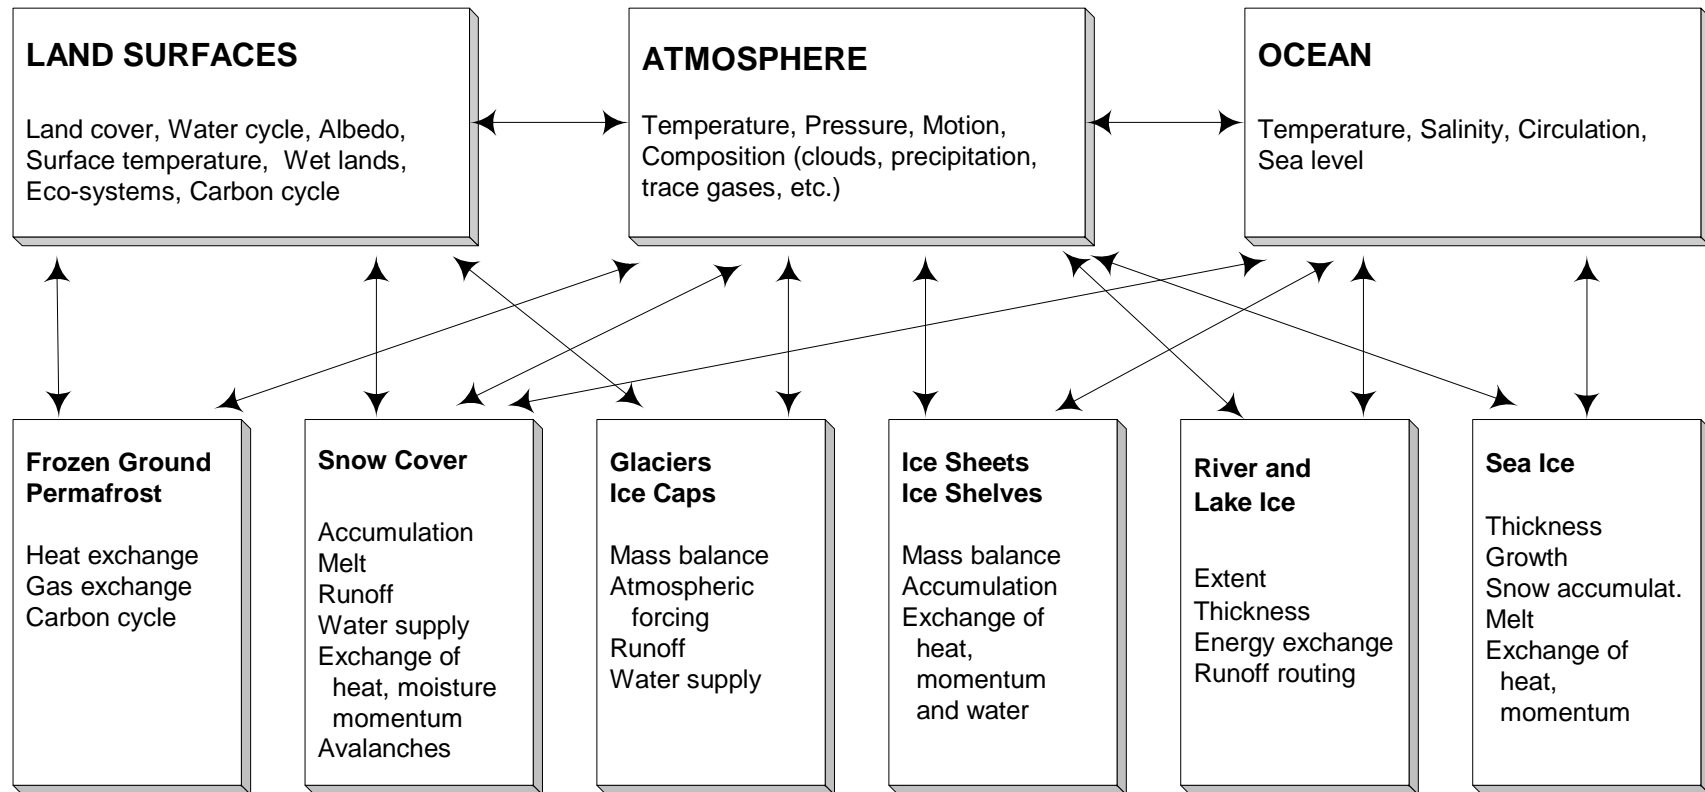 LAND SURFACES
Land cover, Water cycle, Albedo,
Surface temperature, Wet lands,
Eco-systems, Carbon cycle
ATMOSPHERE
Temperature, Pressure, Motion,
Composition (clouds, precipitation,
trace gases, etc.)
OCEAN
Temperature, Salinity, Circulation,
Sea level
Frozen Ground
Permafrost
Heat exchange
Gas exchange
Carbon cycle
Snow Cover
Accumulation
Melt
Runoff
Water supply
Exchange of
heat, moisture
momentum
Avalanches
Glaciers
Ice Caps
Mass balance
Atmospheric
forcing
Runoff
Water supply
Ice Sheets
Ice Shelves
Mass balance
Accumulation
Exchange of
heat,
momentum
and water
River and
Lake Ice
Extent
Thickness
Energy exchange
Runoff routing
Sea Ice
Thickness
Growth
Snow accumulat.
Melt
Exchange of
heat,
momentum